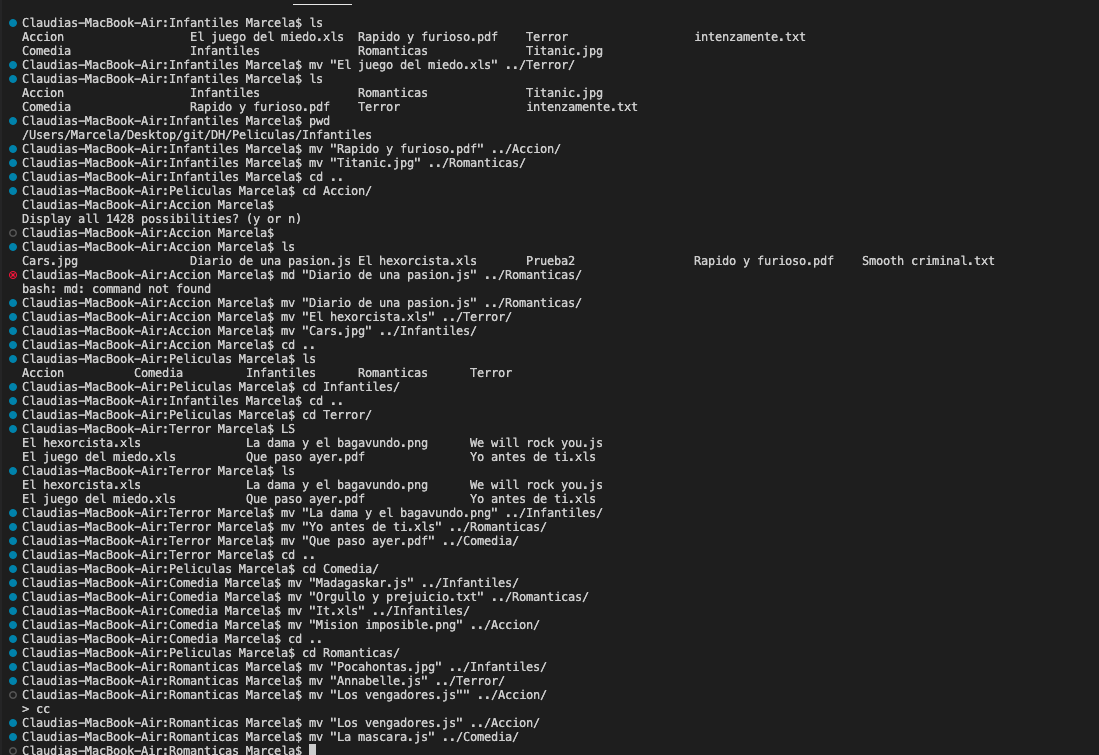 Claudias-MacBook-Air:Infantiles Marcela$ ls
Accion El juego del miedo.xls Rapido y furioso.pdf Terror intenzamente.txt
Comedia Infantiles Romanticas Titanic.jpg
Claudias-MacBook-Air:Infantiles Marcela$ mv "El juego del miedo.xls" ../Terror/
Claudias-MacBook-Air:Infantiles Marcela$ ls
Accion Infantiles Romanticas Titanic.jpg
Comedia Rapido y furioso.pdf Terror intenzamente.txt
Claudias-MacBook-Air:Infantiles Marcela$ pwd
/Users/Marcela/Desktop/git/DH/Peliculas/Infantiles
Claudias-MacBook-Air:Infantiles Marcela$ mv "Rapido y furioso.pdf" ../Accion/
Claudias-MacBook-Air:Infantiles Marcela$ mv "Titanic.jpg" ../Romanticas/
Claudias-MacBook-Air:Infantiles Marcela$ cd ..
Claudias-MacBook-Air:Peliculas Marcela$ cd Accion/
Claudias-MacBook-Air:Accion Marcela$
Display all 1428 possibilities? (y or n)
Claudias-MacBook-Air:Accion Marcela$
Claudias-MacBook-Air:Accion Marcela$ ls
Cars.jpg Diario de una pasion.js El hexorcista.xls Prueba2 Rapido y furioso.pdf Smooth criminal.txt
Claudias-MacBook-Air:Accion Marcela$ md "Diario de una pasion.js" ../Romanticas/
bash: md: command not found
Claudias-MacBook-Air:Accion Marcela$ mv "Diario de una pasion.js" ../Romanticas/
Claudias-MacBook-Air:Accion Marcela$ mv "El hexorcista.xls" ../Terror/
Claudias-MacBook-Air:Accion Marcela$ mv "Cars.jpg" ../Infantiles/
Claudias-MacBook-Air:Accion Marcela$ cd ..
Claudias-MacBook-Air:Peliculas Marcela$ ls
Accion Comedia Infantiles Romanticas Terror
Claudias-MacBook-Air:Peliculas Marcela$ cd Infantiles/
Claudias-MacBook-Air:Infantiles Marcela$ cd ..
Claudias-MacBook-Air:Peliculas Marcela$ cd Terror/
Claudias-MacBook-Air:Terror Marcela$ LS
El hexorcista.xls La dama y el bagavundo.png We will rock you.js
El juego del miedo.xls Que paso ayer.pdf Yo antes de ti.xls
Claudias-MacBook-Air:Terror Marcela$ ls
El hexorcista.xls La dama y el bagavundo.png We will rock you.js
El juego del miedo.xls Que paso ayer.pdf Yo antes de ti.xls
Claudias-MacBook-Air:Terror Marcela$ mv "La dama y el bagavundo.png" ../Infantiles/
Claudias-MacBook-Air:Terror Marcela$ mv "Yo antes de ti.xls" ../Romanticas/
Claudias-MacBook-Air:Terror Marcela$ mv "Que paso ayer.pdf" ../Comedia/
Claudias-MacBook-Air:Terror Marcela$ cd ..
Claudias-MacBook-Air:Peliculas Marcela$ cd Comedia/
Claudias-MacBook-Air:Comedia Marcela$ mv "Madagaskar.js" ../Infantiles/
Claudias-MacBook-Air:Comedia Marcela$ mv "Orgullo y prejuicio.txt" ../Romanticas/
Claudias-MacBook-Air:Comedia Marcela$ mv "It.xls" ../Infantiles/
Claudias-MacBook-Air:Comedia Marcela$ mv "Mision imposible.png" ../Accion/
Claudias-MacBook-Air:Comedia Marcela$ cd ..
Claudias-MacBook-Air:Peliculas Marcela$ cd Romanticas/
Claudias-MacBook-Air:Romanticas Marcela$ mv "Pocahontas.jpg" ../Infantiles/
Claudias-MacBook-Air:Romanticas Marcela$ mv "Annabelle.js" ../Terror/
Claudias-MacBook-Air:Romanticas Marcela$ mv "Los vengadores.js"" ../Accion/
> cc
Claudias-MacBook-Air:Romanticas Marcela$ mv "Los vengadores.js" ../Accion/
Claudias-MacBook-Air:Romanticas Marcela$ mv "La mascara.js" ../Comedia/
Claudias-MacBook-Air:Romanticas Marcela$